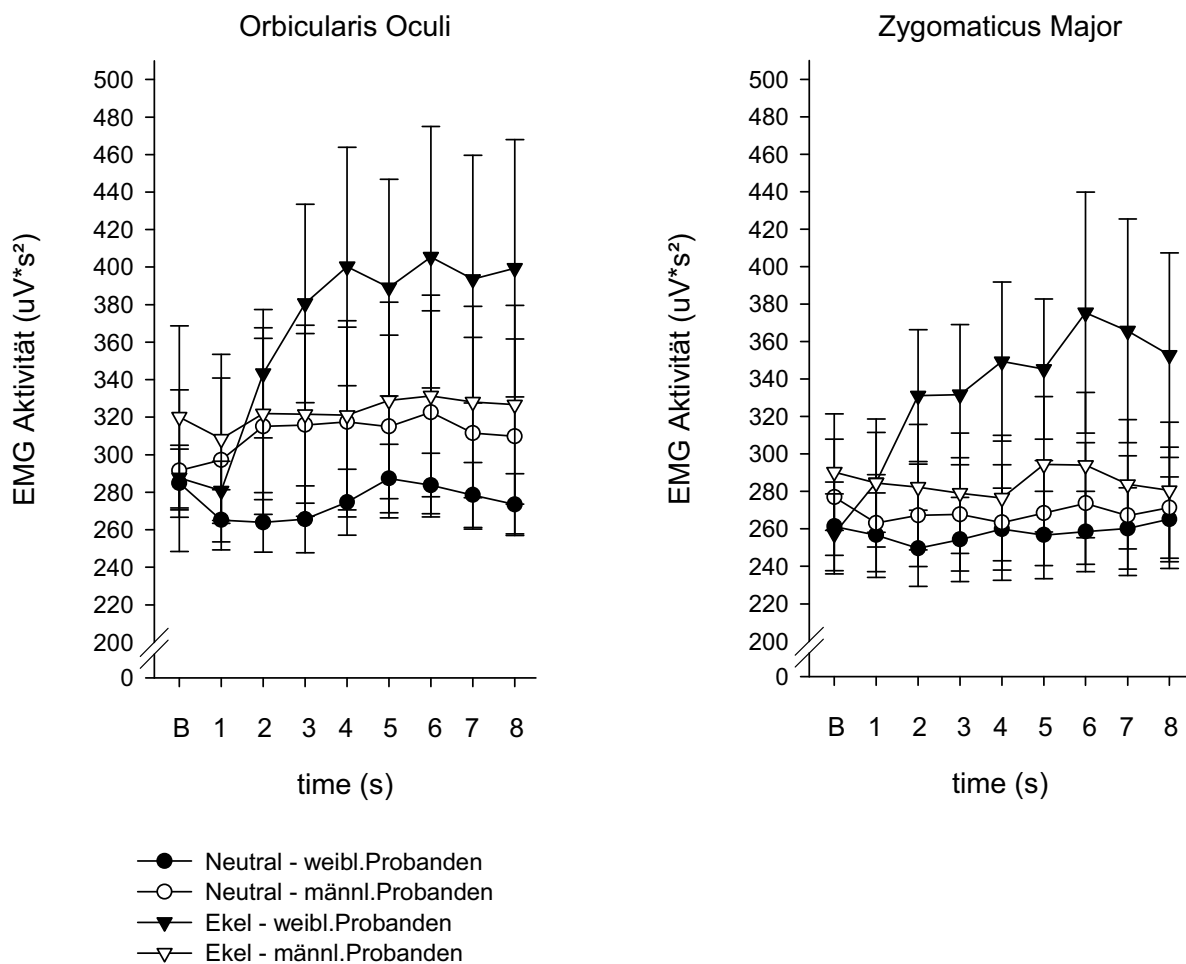 Orbicularis Oculi
EMG Aktivität (uV*s²)
500
480
460
440
420
400
380
360
340
320
300
280
260
240
220
200
0
B 1 2 3 4 5 6 7 8
time (s)
Zygomaticus Major
EMG Aktivität (uV*s²)
500
480
460
440
420
400
380
360
340
320
300
280
260
240
220
200
0
B 1 2 3 4 5 6 7 8
time (s)
Neutral - weibl.Probanden
Neutral - männl.Probanden
Ekel - weibl.Probanden
Ekel - männl.Probanden